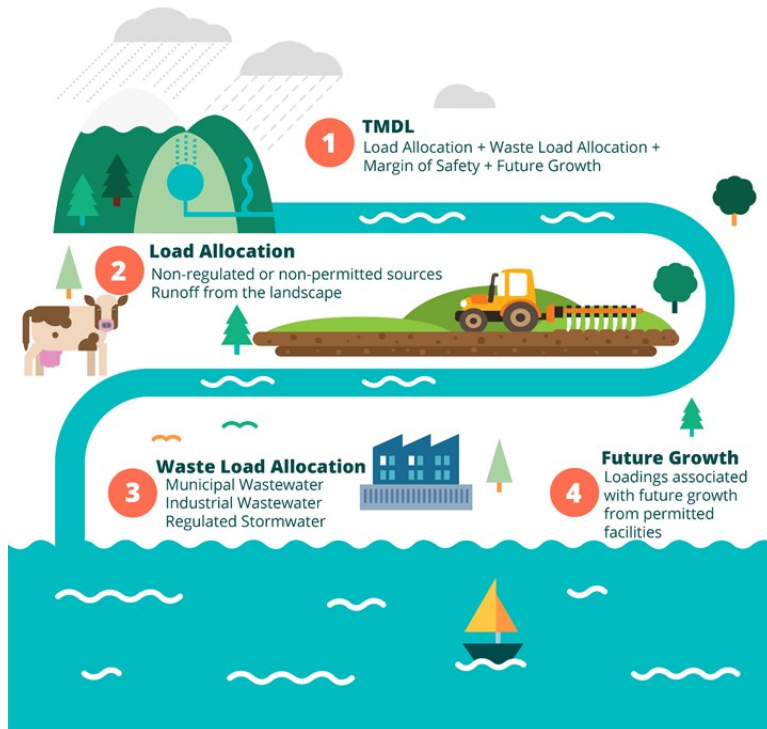 1
TMDL
Load Allocation + Waste Load Allocation +
Margin of Safety + Future Growth
2
Load Allocation
Non-regulated or non-permitted sources
Runoff from the landscape
3
Waste Load Allocation
Municipal Wastewater
Industrial Wastewater
Regulated Stormwater
4
Future Growth
Loadings associated
with future growth
from permitted
facilities